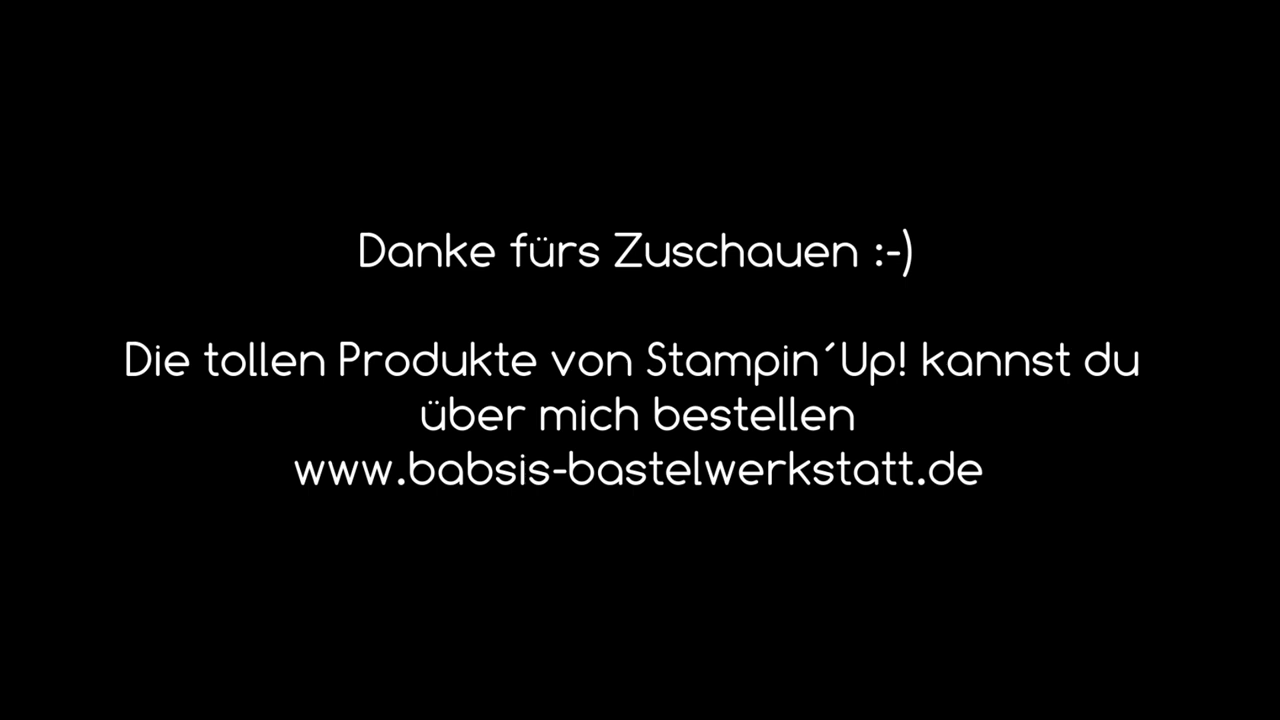 Danke fürs Zuschauen :-)
Die tollen Produkte von Stampin´Up! kannst du
über mich bestellen
www.babsis-bastelwerkstatt.de